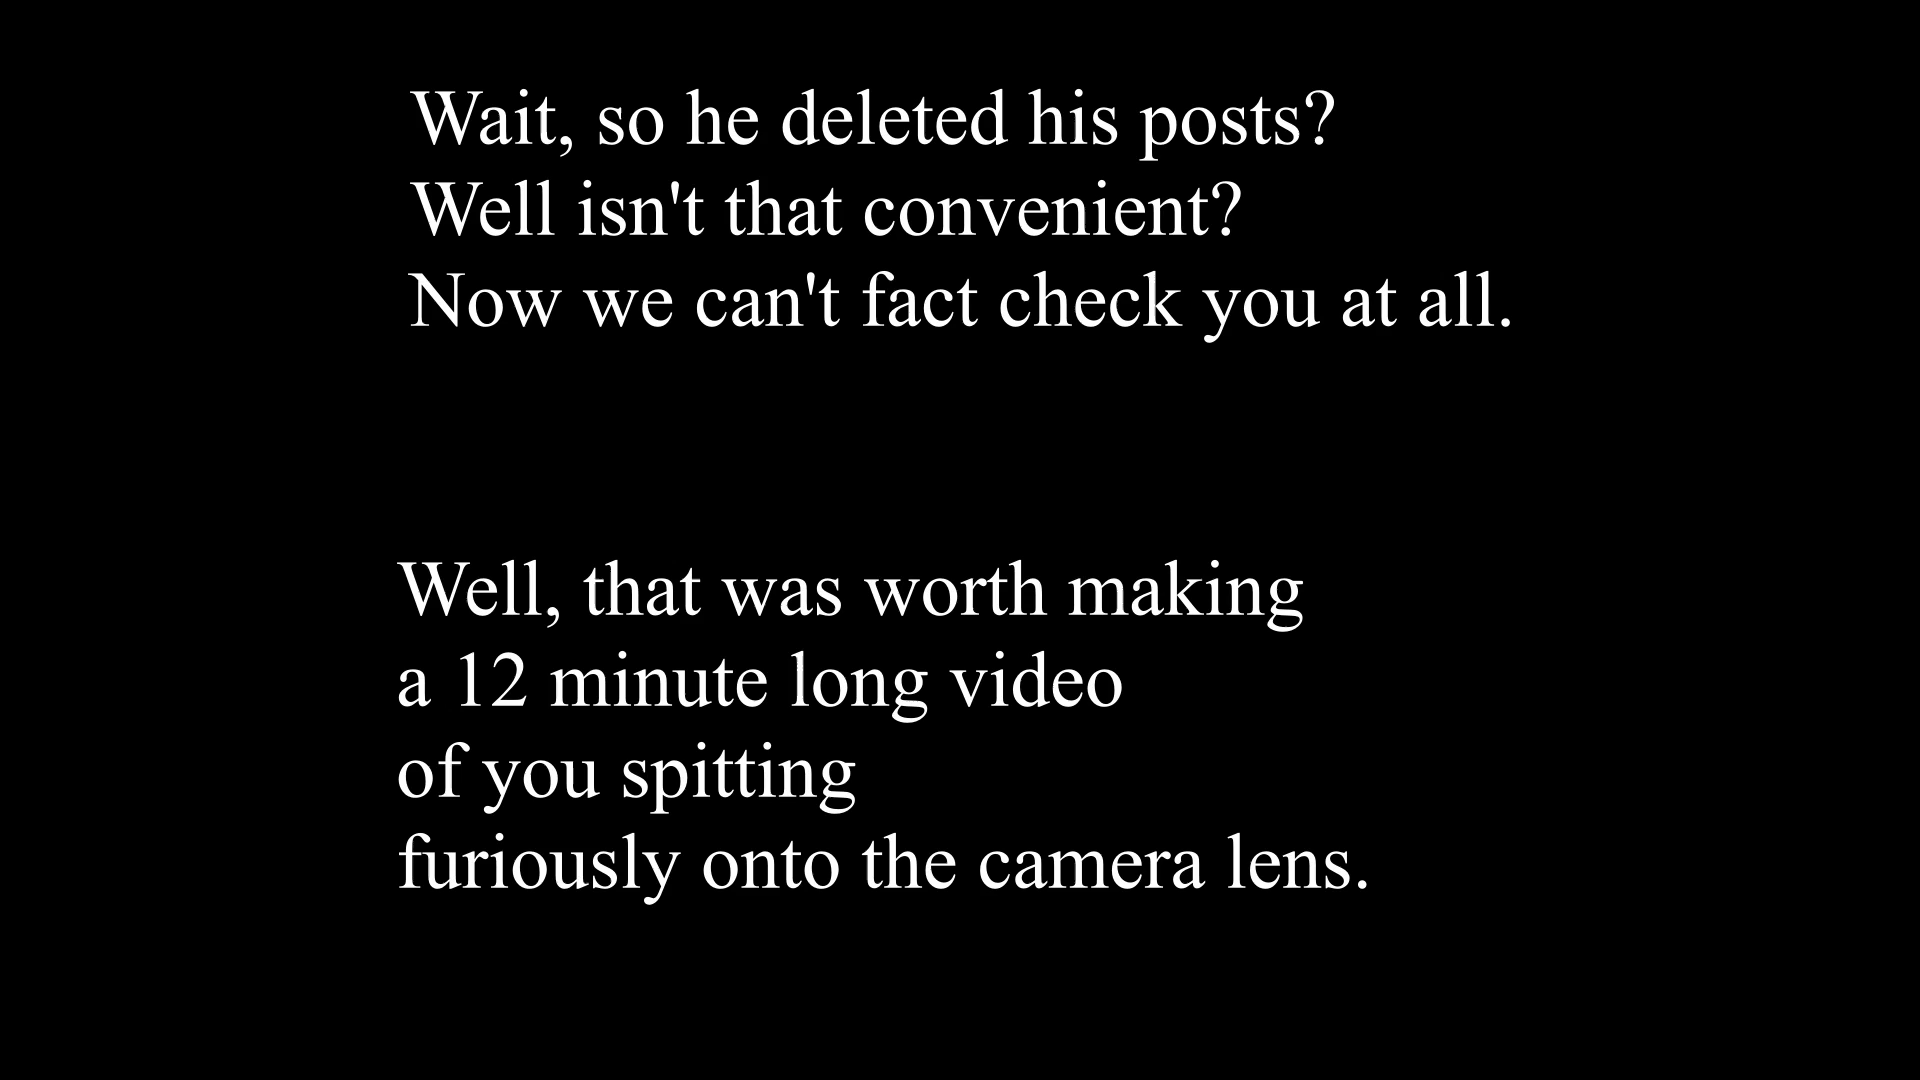 Wait, so he deleted his posts?
Well isn't that convenient?
Now we can't fact check you at all.
Well, that was worth making
a 12 minute long video
of you spitting
furiously onto the camera lens.